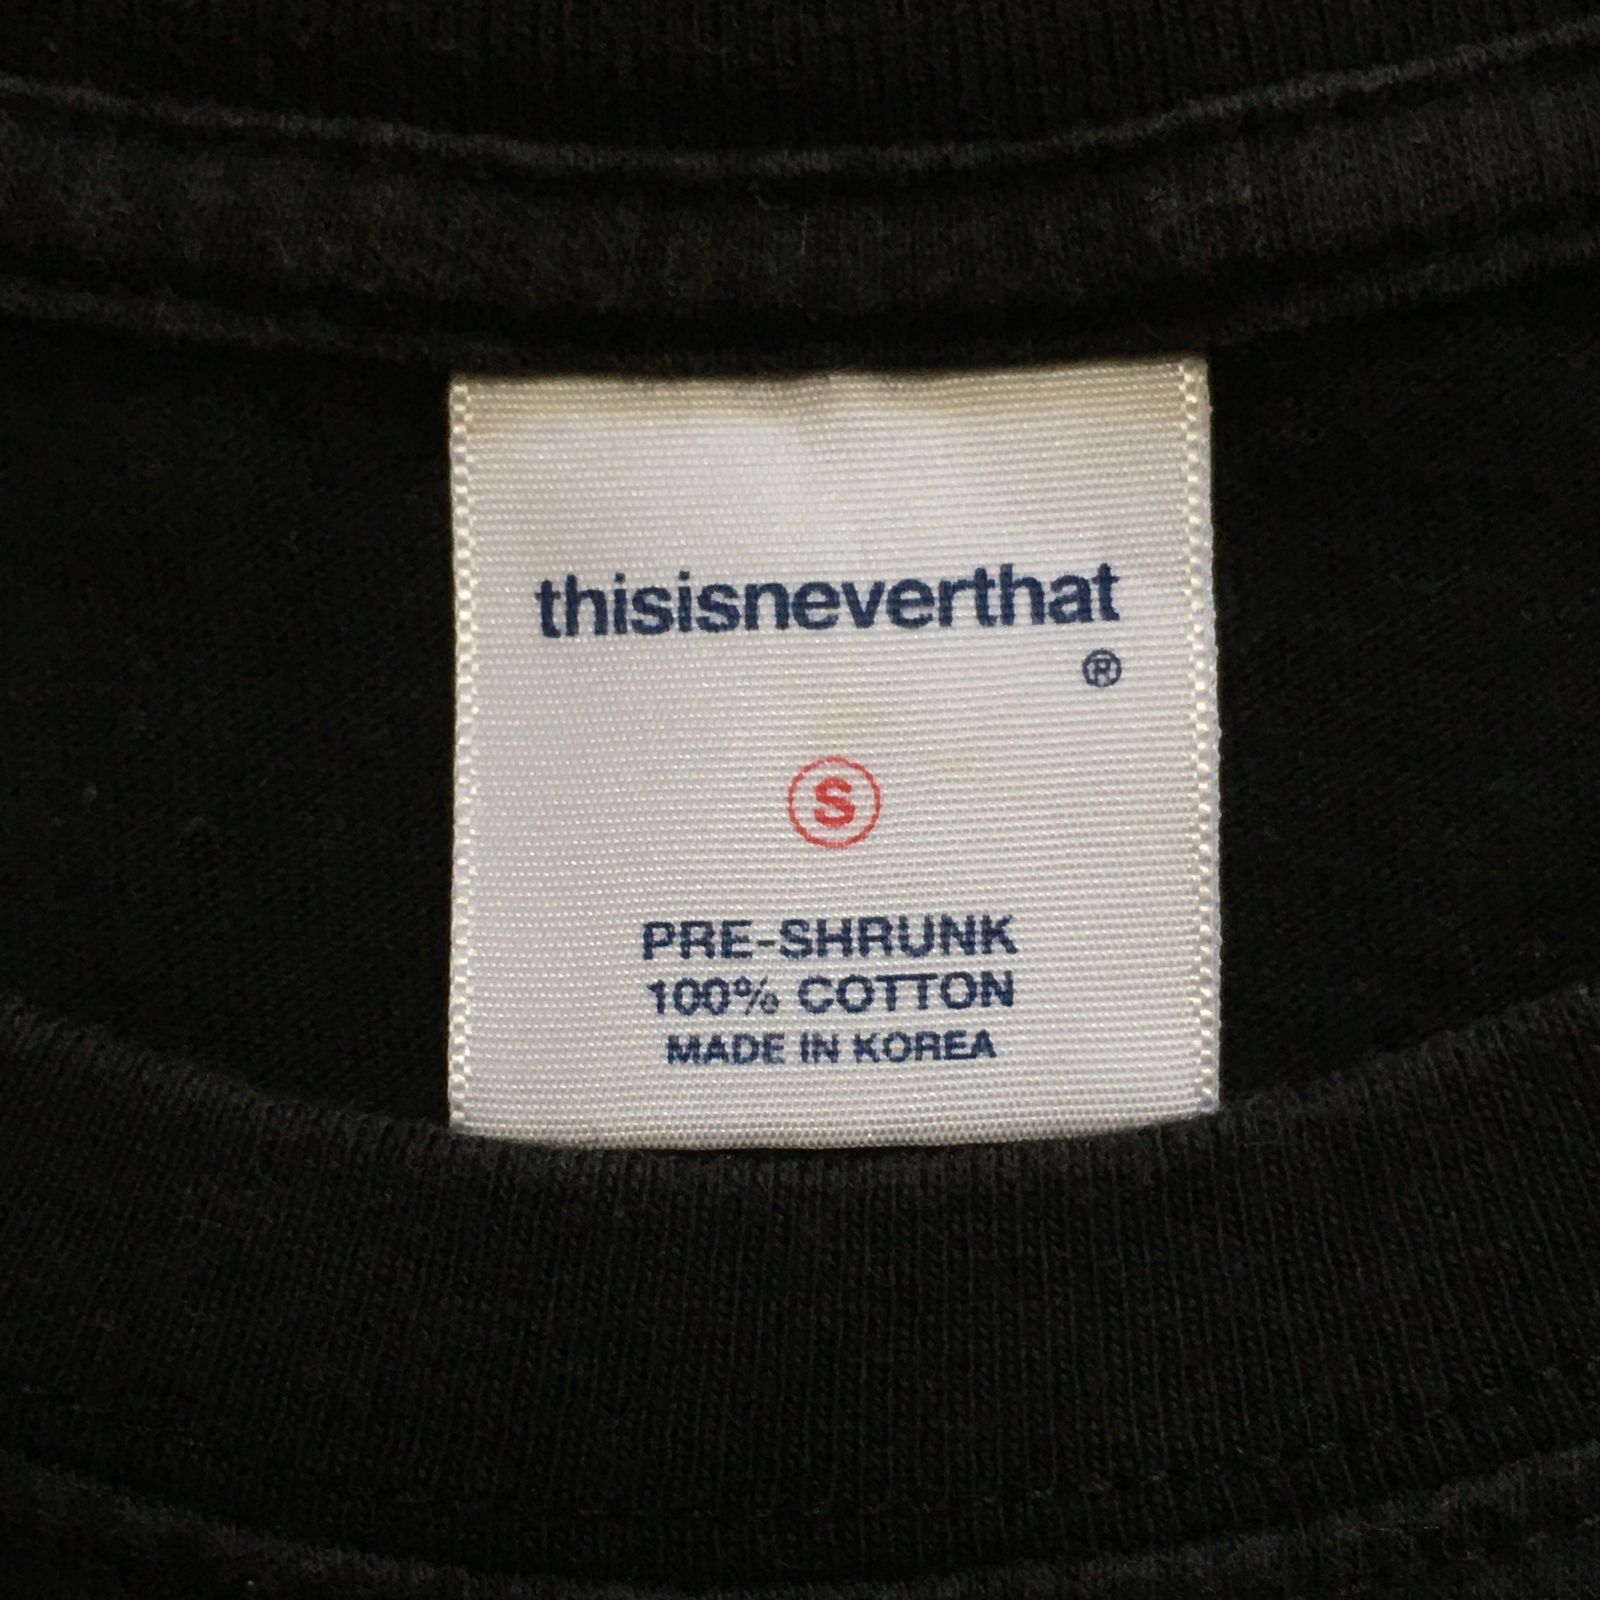 thisisneverthat
®
S
PRE-SHRUNK
100% COTTON
MADE IN KOREA